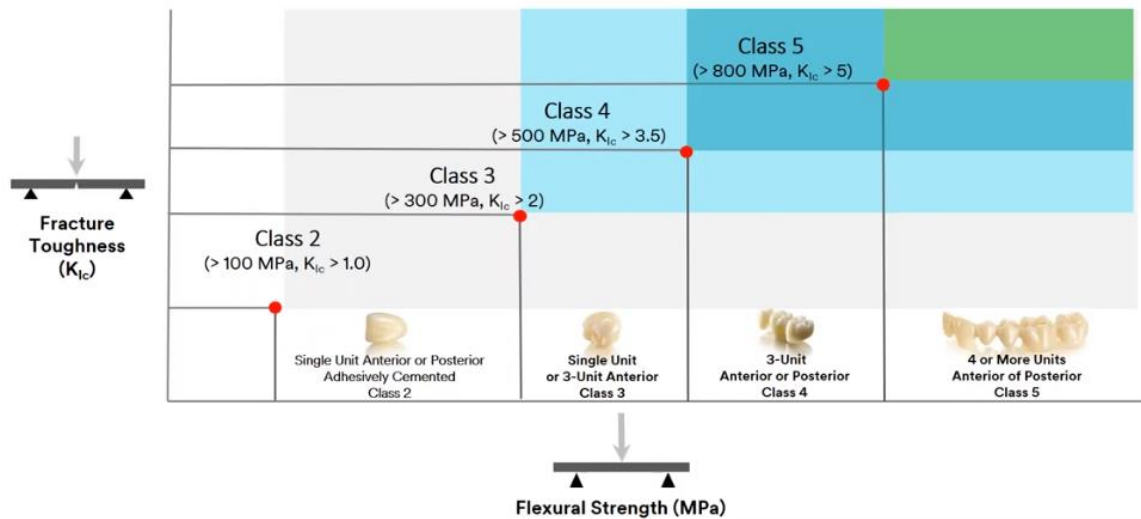 Class 5
(> 800 MPa, KIc > 5)
Class 4
(> 500 MPa, KIc > 3.5)
Class 3
(> 300 MPa, KIc > 2)
Class 2
(> 100 MPa, KIc > 1.0)
Fracture
Toughness
(KIc)
Single Unit Anterior or Posterior
Adhesively Cemented
Class 2
Single Unit
or 3-Unit Anterior
Class 3
3-Unit
Anterior or Posterior
Class 4
4 or More Units
Anterior of Posterior
Class 5
Flexural Strength (MPa)